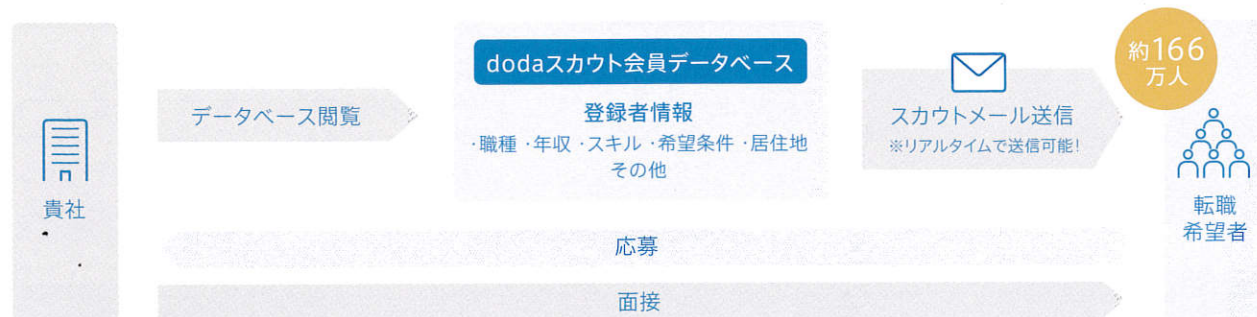 約166
万人
dodaスカウト会員データベース
データベース閲覧
登録者情報
・職種・年収・スキル・希望条件・居住地
その他
スカウトメール送信
※リアルタイムで送信可能!
貴社
転職
希望者
応募
面接